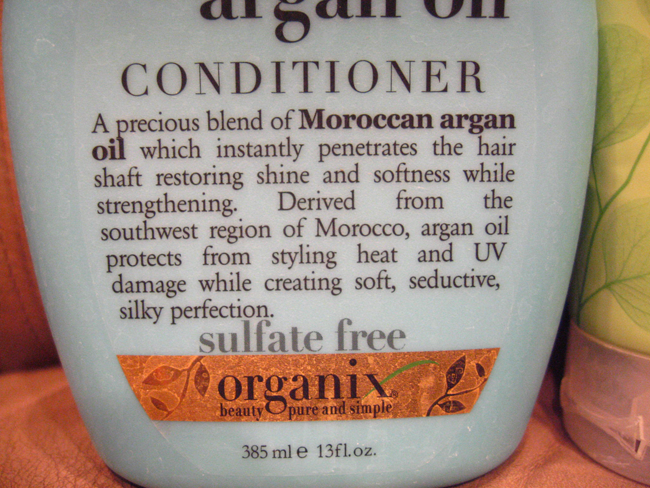 argan oil
CONDITIONER
A precious blend of Moroccan argan
oil which instantly penetrates the hair
shaft restoring shine and softness while
strengthening. Derived from the
southwest region of Morocco, argan oil
protects from styling heat and UV
damage while creating soft, seductive,
silky perfection.
sulfate free
organix®
beauty pure and simple
385 ml e 13fl.oz.